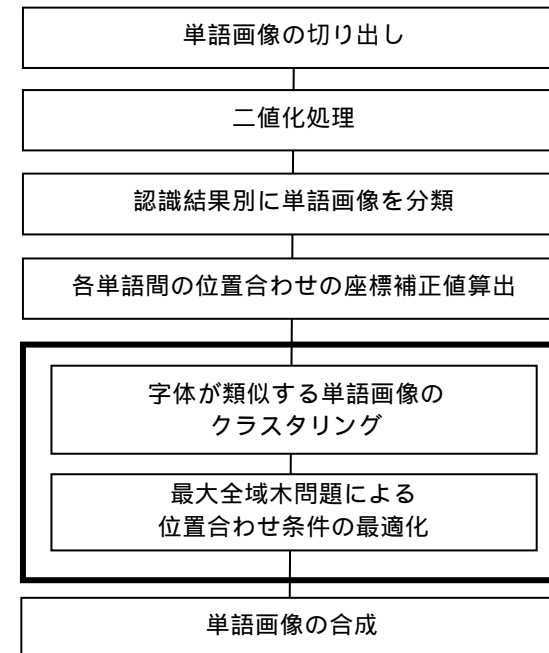 単語画像の切り出し
二値化処理
認識結果別に単語画像を分類
各単語間の位置合わせの座標補正値算出
字体が類似する単語画像の
クラスタリング
最大全域木問題による
位置合わせ条件の最適化
単語画像の合成